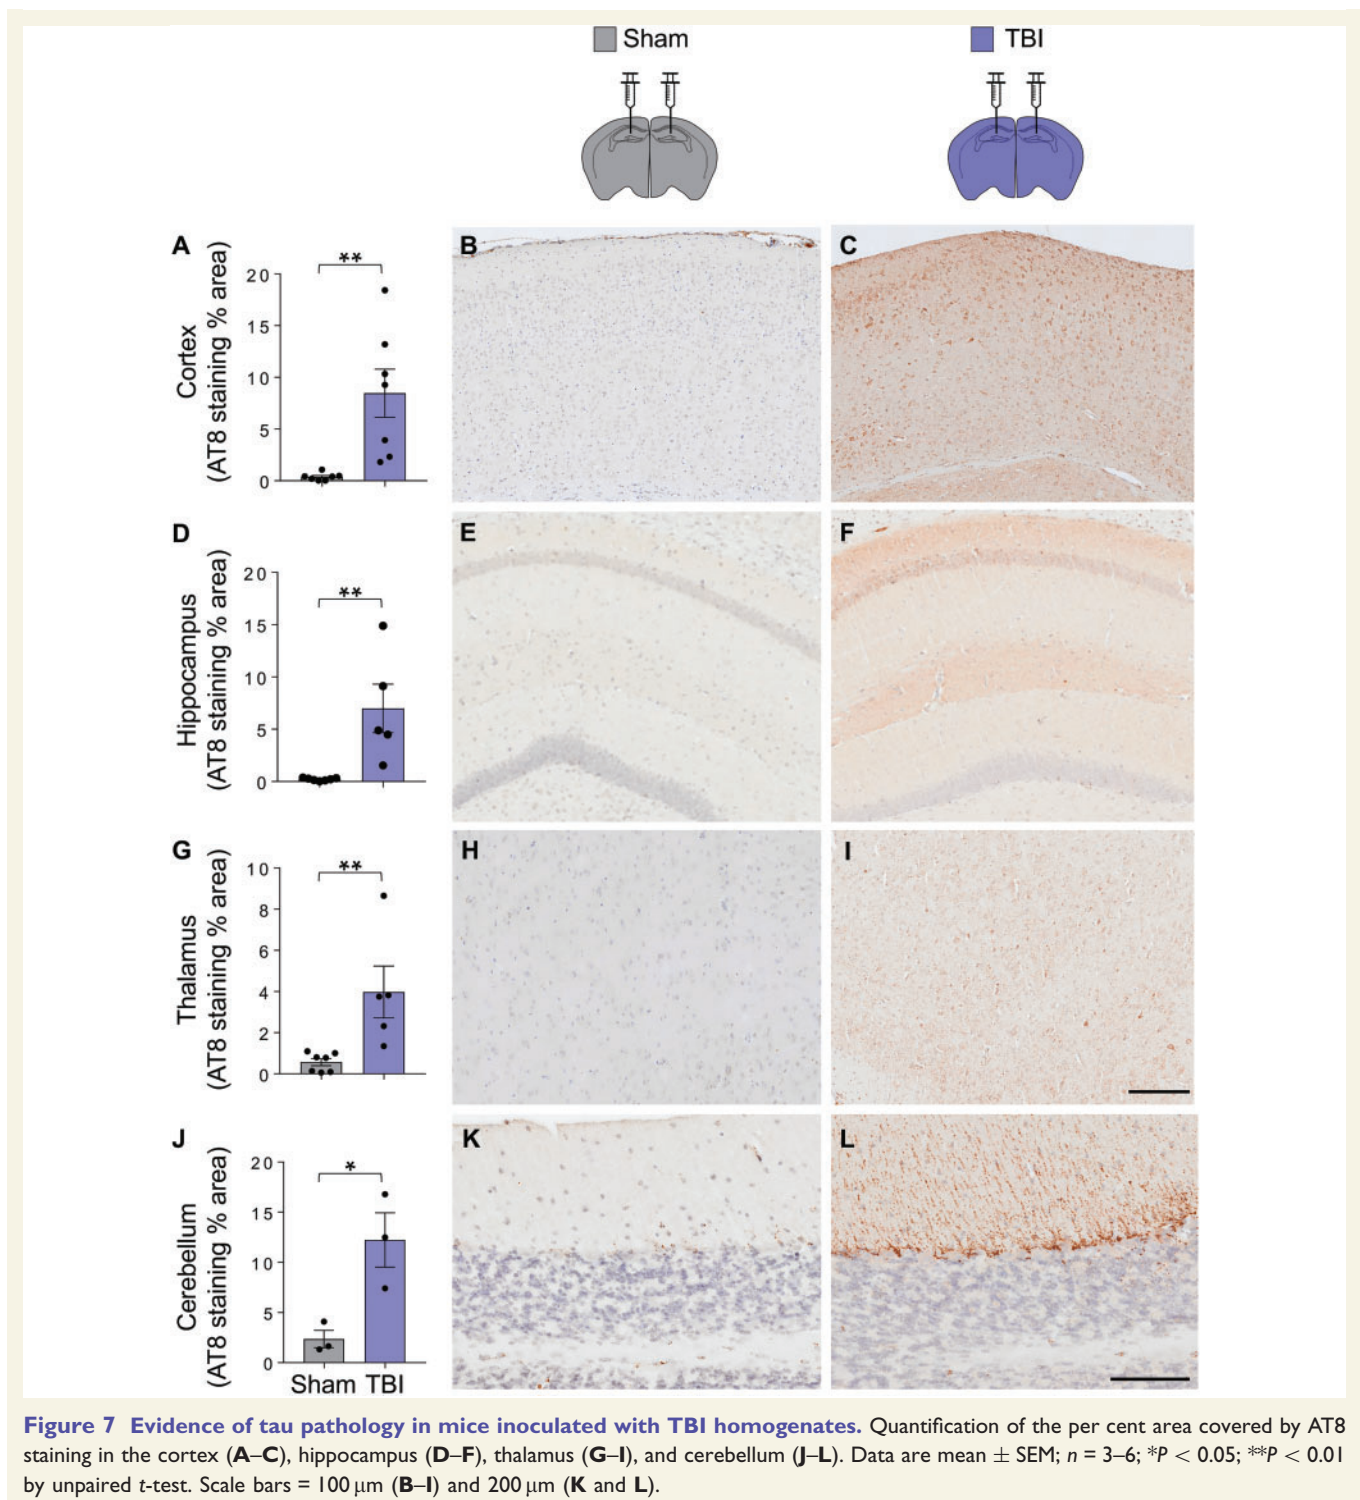 Sham TBI
A B C
Cortex
(AT8 staining % area)
20
15
10
5
0
**
D E F
Hippocampus
(AT8 staining % area)
20
15
10
5
0
**
G H I
Thalamus
(AT8 staining % area)
10
8
6
4
2
0
**
J K L
Cerebellum
(AT8 staining % area)
20
15
10
5
0
*
Sham TBI
Figure 7 Evidence of tau pathology in mice inoculated with TBI homogenates. Quantification of the per cent area covered by AT8
staining in the cortex (A–C), hippocampus (D–F), thalamus (G–I), and cerebellum (J–L). Data are mean ± SEM; n = 3–6; *P < 0.05; **P < 0.01
by unpaired t-test. Scale bars = 100 μm (B–I) and 200 μm (K and L).